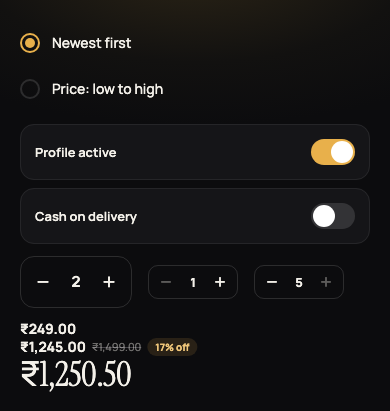 Newest first
Price: low to high
Profile active
Cash on delivery
− 2 + − 1 + − 5 +
₹249.00
₹1,245.00 ₹1,499.00 17% off
₹1,250.50